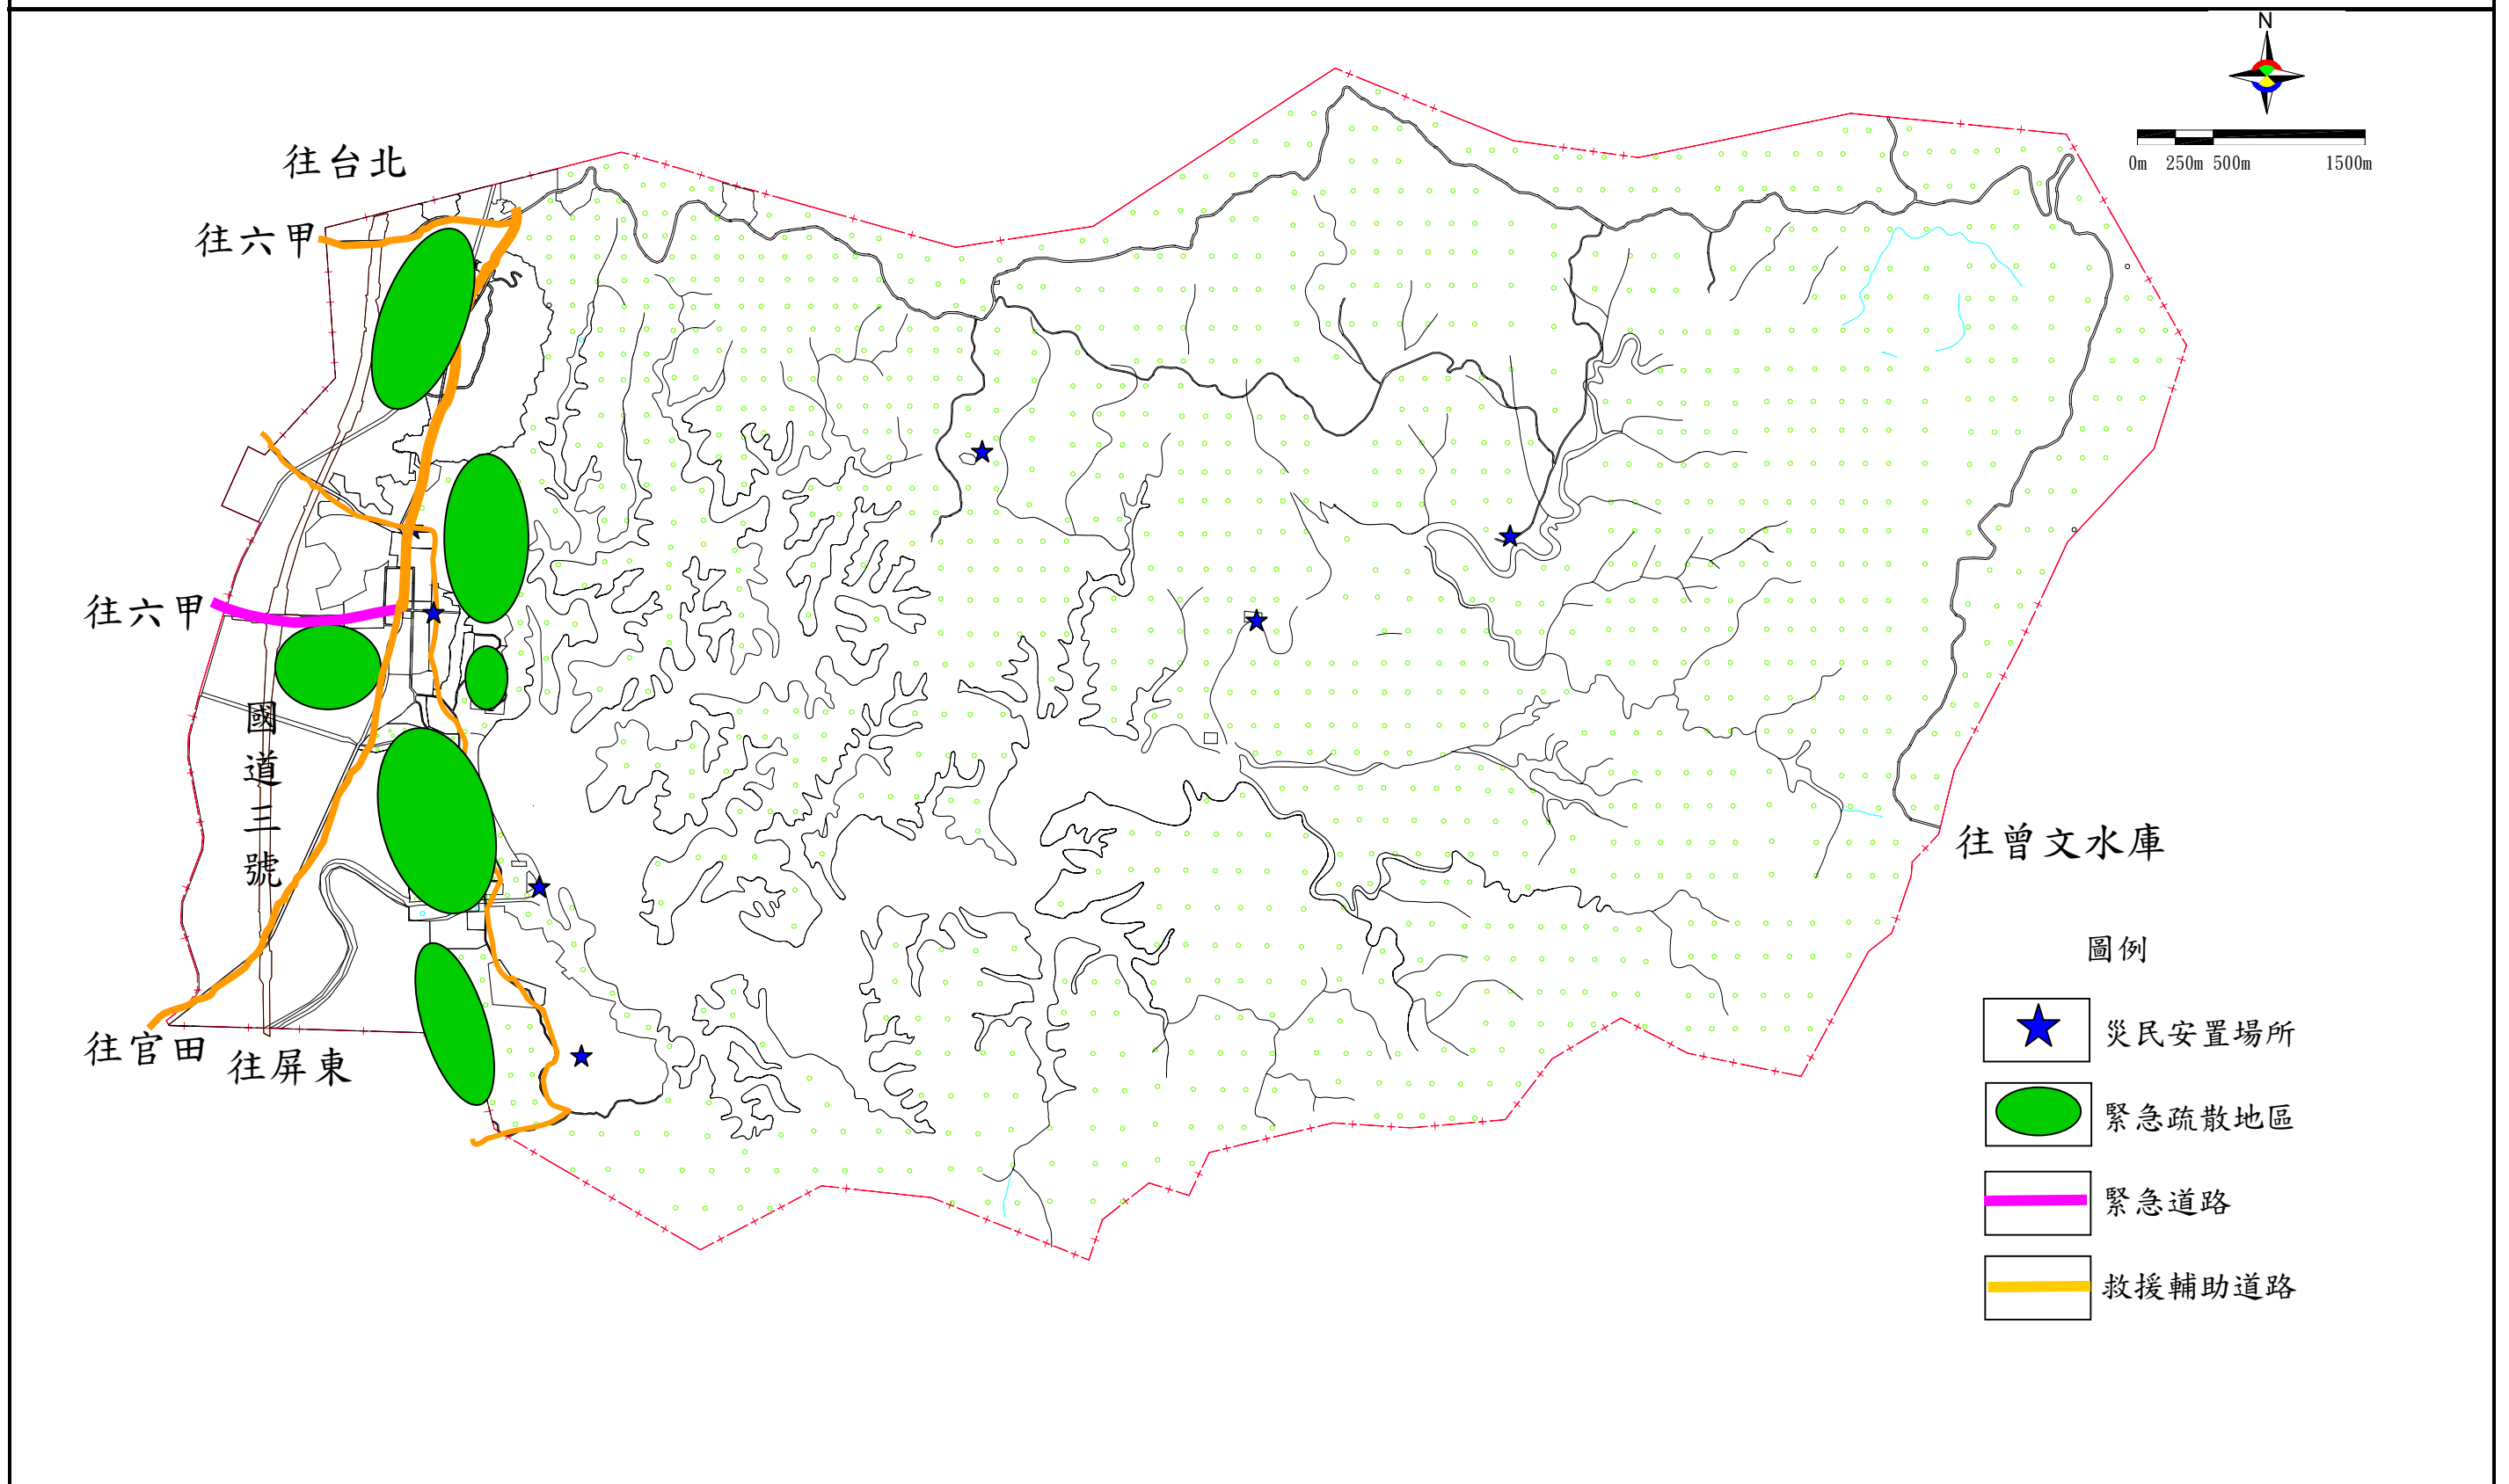 N
0m 250m 500m 1500m
往台北
往六甲
往六甲
國道三號
往曾文水庫
往官田
往屏東
圖例
災民安置場所
緊急疏散地區
緊急道路
救援輔助道路